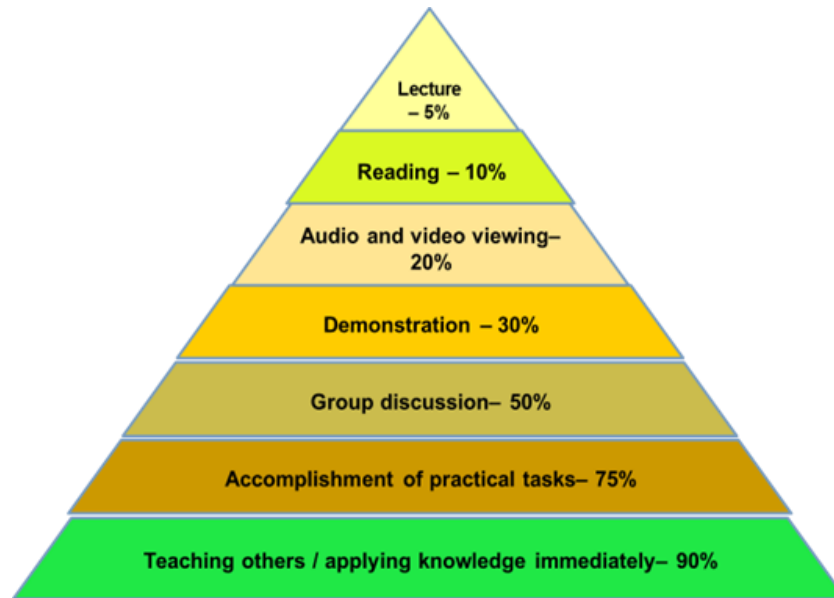 Lecture
– 5%
Reading – 10%
Audio and video viewing–
20%
Demonstration – 30%
Group discussion– 50%
Accomplishment of practical tasks– 75%
Teaching others / applying knowledge immediately– 90%